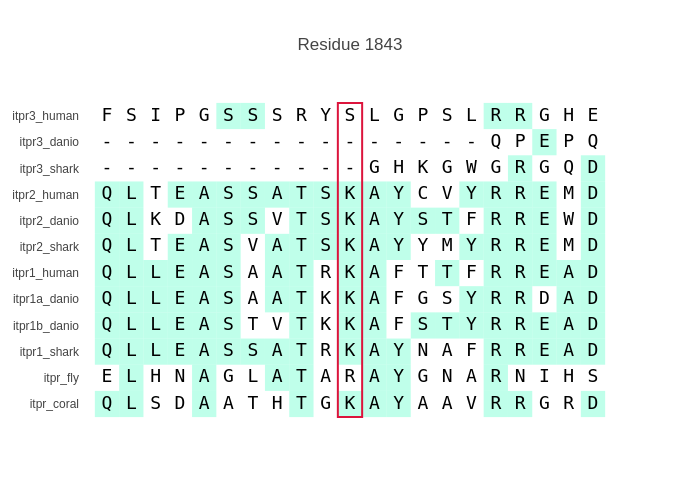 Residue 1843
itpr3_human F S I P G S S S R Y S L G P S L R R G H E
itpr3_danio - - - - - - - - - - - - - - - - Q P E P Q
itpr3_shark - - - - - - - - - - - G H K G W G R G Q D
itpr2_human Q L T E A S S A T S K A Y C V Y R R E M D
itpr2_danio Q L K D A S S V T S K A Y S T F R R E W D
itpr2_shark Q L T E A S V A T S K A Y Y M Y R R E M D
itpr1_human Q L L E A S A A T R K A F T T F R R E A D
itpr1a_danio Q L L E A S A A T K K A F G S Y R R D A D
itpr1b_danio Q L L E A S T V T K K A F S T Y R R E A D
itpr1_shark Q L L E A S S A T R K A Y N A F R R E A D
itpr_fly E L H N A G L A T A R A Y G N A R N I H S
itpr_coral Q L S D A A T H T G K A Y A A V R R G R D